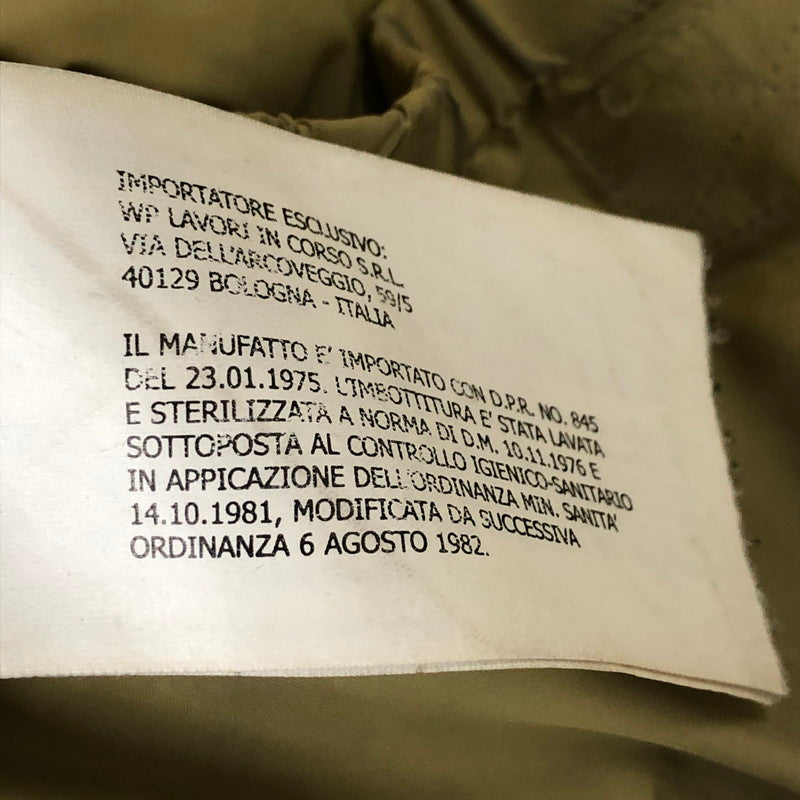 IMPORTATORE ESCLUSIVO:
WP LAVORI IN CORSO S.R.L.
VIA DELL'ARCOVEGGIO, 59/5
40129 BOLOGNA - ITALIA
IL MANUFATTO E' IMPORTATO CON D.P.R. NO. 845
DEL 23.01.1975. L'IMBOTTITURA E' STATA LAVATA
E STERILIZZATA A NORMA DI D.M. 10.11.1976 E
SOTTOPOSTA AL CONTROLLO IGIENICO-SANITARIO
IN APPICAZIONE DELL'ORDINANZA MIN. SANITA'
14.10.1981, MODIFICATA DA SUCCESSIVA
ORDINANZA 6 AGOSTO 1982.